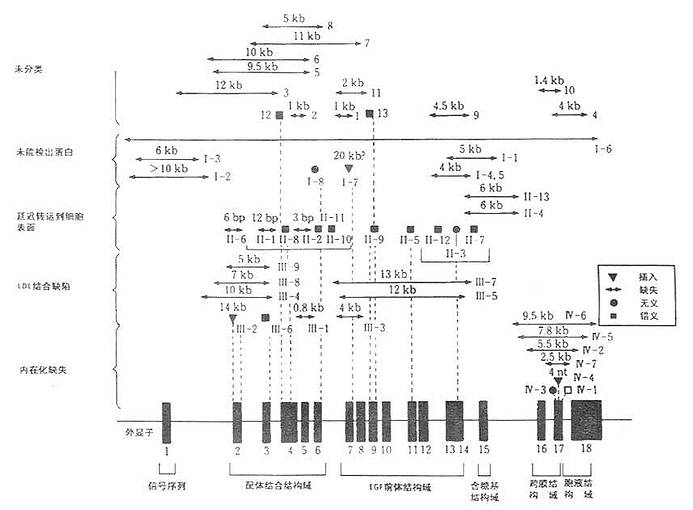 5 kb 8
11 kb 7
10 kb 6
9.5 kb 5
未分类
2 kb 11
1.4 kb 10
12 kb 3
12 1 kb 2
1 kb 1
13
4.5 kb 9
4 kb 4
未能检出蛋白
I-6
6 kb I-3
20 kb? I-7
5 kb I-1
>10 kb I-2
I-8
4 kb I-4,5
6 kb II-13
6 kb II-4
延迟转运到细胞
表面
6 bp 12 bp 3 bp II-11
II-6 II-1 II-8 II-2 II-10 II-9 II-5 II-12 II-7
II-3
LDL结合缺陷
5 kb III-9
7 kb III-8
13 kb III-7
10 kb III-4
12 kb III-5
14 kb III-2
III-6
0.8 kb III-1
4 kb III-3
插入
缺失
无义
错义
内在化缺失
9.5 kb IV-6
7.8 kb IV-5
5.5 kb IV-2
2.5 kb IV-7
4 nt IV-4
IV-3 IV-1
外显子
1 2 3 4 5 6 7 8 9 10 11 12 13 14 15 16 17 18
信号序列
配体结合结构域
EGF前体结构域
含糖基
结构域
跨膜结
构域
胞液结
构域